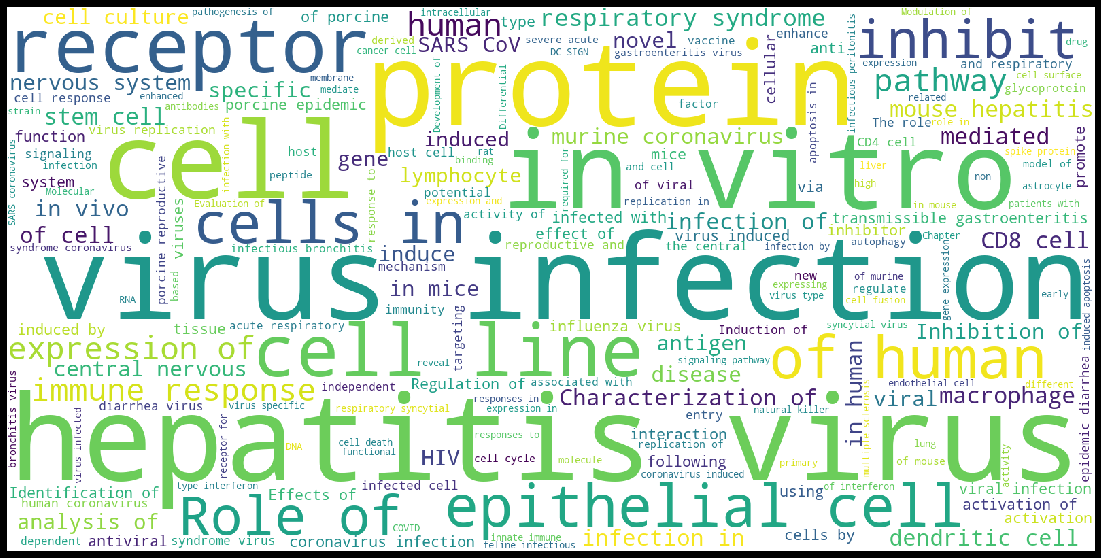 pathogenesis of
intracellular
Modulation of
cell culture
of porcine
human
type
respiratory syndrome
derived
cancer cell
SARS CoV
severe acute
DC SIGN
novel
vaccine
gastroenteritis virus
enhance
anti
drug
receptor
protein
inhibit
expression
and respiratory
nervous system
specific
membrane
mediate
Development of
Differential
cellular
infectious peritonitis
pathway
cell surface
glycoprotein
cell response
enhanced
porcine epidemic
factor
related
strain
antibodies
mouse hepatitis
stem cell
virus replication
infection with
induced
murine coronavirus
apoptosis in
The role
role in
mediated
promote
function
host
rat
host cell
binding
mice
CD4 cell
spike protein
SARS coronavirus
signaling
infection
gene
and cell
liver
model of
cell
in vitro
peptide
lymphocyte
required for
via
high
non
astrocyte
system
Molecular
potential
of viral
replication in
in mouse
patients with
in vivo
viruses
Evaluation of
response to
expression and
activity of
infected with
infection of
transmissible gastroenteritis
of cell
cells in
effect of
virus induced
inhibitor
Chapter
syndrome coronavirus
porcine reproductive
infectious bronchitis
reproductive and
the central
infection by
autophagy
CD8 cell
based
induce
mechanism
new
of murine
gene expression
virus infection
in mice
expressing
regulate
early
RNA
immunity
virus type
cell fusion
induced by
tissue
acute respiratory
targeting
influenza virus
Induction of
syncytial virus
Inhibition of
induced apoptosis
expression of
cell line
reveal
antigen
signaling pathway
of human
central nervous
disease
epidemic diarrhea
immune response
independent
Regulation of
associated with
in human
endothelial cell
different
bronchitis virus
diarrhea virus
virus specific
respiratory syncytial
responses in
expression in
Characterization of
natural killer
viral
macrophage
virus infected
entry
hepatitis virus
receptor for
DNA
cell death
functional
responses to
interaction
replication of
lung
HIV
cell cycle
molecule
following
coronavirus induced
primary
of mouse
activity
Identification of
type interferon
Effects of
infected cell
using
of interferon
viral infection
human coronavirus
Role of
epithelial cell
activation of
analysis of
COVID
activation
dependent
antiviral
syndrome virus
coronavirus infection
innate immune
feline infectious
infection in
cells by
dendritic cell